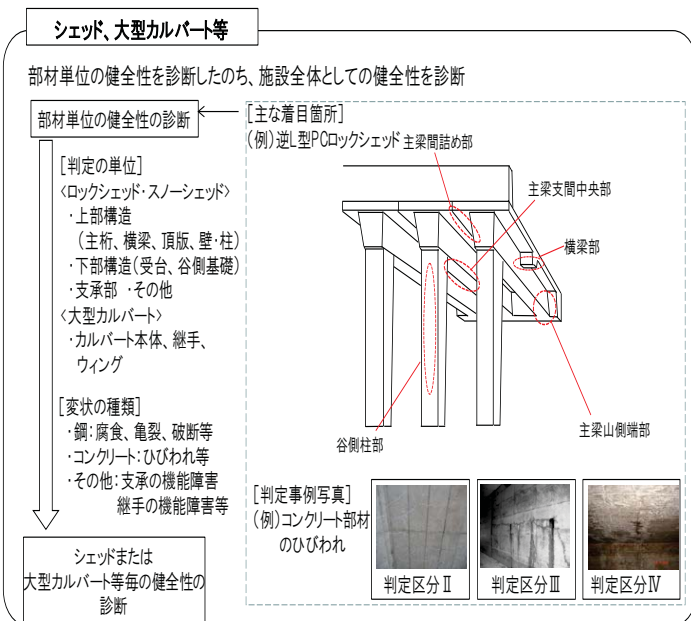 シェッド、大型カルバート等
部材単位の健全性を診断したのち、施設全体としての健全性を診断
部材単位の健全性の診断
[判定の単位]
〈ロックシェッド・スノーシェッド〉
・上部構造
（主桁、横梁、頂版、壁・柱）
・下部構造（受台、谷側基礎）
・支承部 ・その他
〈大型カルバート〉
・カルバート本体、継手、
ウィング
[変状の種類]
・鋼：腐食、亀裂、破断等
・コンクリート：ひびわれ等
・その他：支承の機能障害
継手の機能障害等
シェッドまたは
大型カルバート等毎の健全性の
診断
[主な着目箇所]
（例）逆L型PCロックシェッド
主梁間詰め部
主梁支間中央部
横梁部
主梁山側端部
谷側柱部
[判定事例写真]
（例）コンクリート部材
のひびわれ
判定区分Ⅱ
判定区分Ⅲ
判定区分Ⅳ